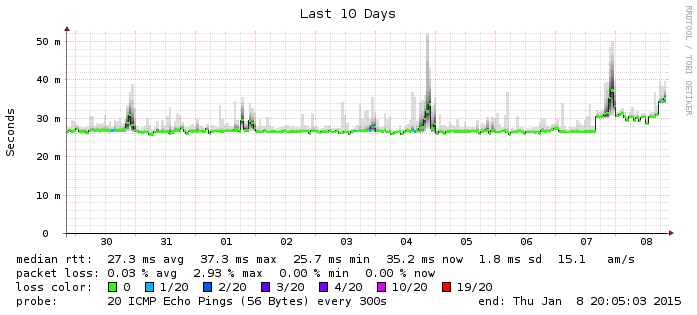 Last 10 Days
RRDTOOL / TOBI OETIKER
Seconds
50 m
40 m
30 m
20 m
10 m
0
30 31 01 02 03 04 05 06 07 08
median rtt: 27.3 ms avg 37.3 ms max 25.7 ms min 35.2 ms now 1.8 ms sd 15.1 am/s
packet loss: 0.03 % avg 2.93 % max 0.00 % min 0.00 % now
loss color: 0 1/20 2/20 3/20 4/20 10/20 19/20
probe: 20 ICMP Echo Pings (56 Bytes) every 300s end: Thu Jan 8 20:05:03 2015